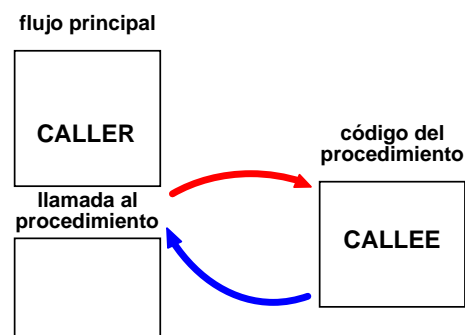 flujo principal
CALLER
llamada al
procedimiento
código del
procedimiento
CALLEE